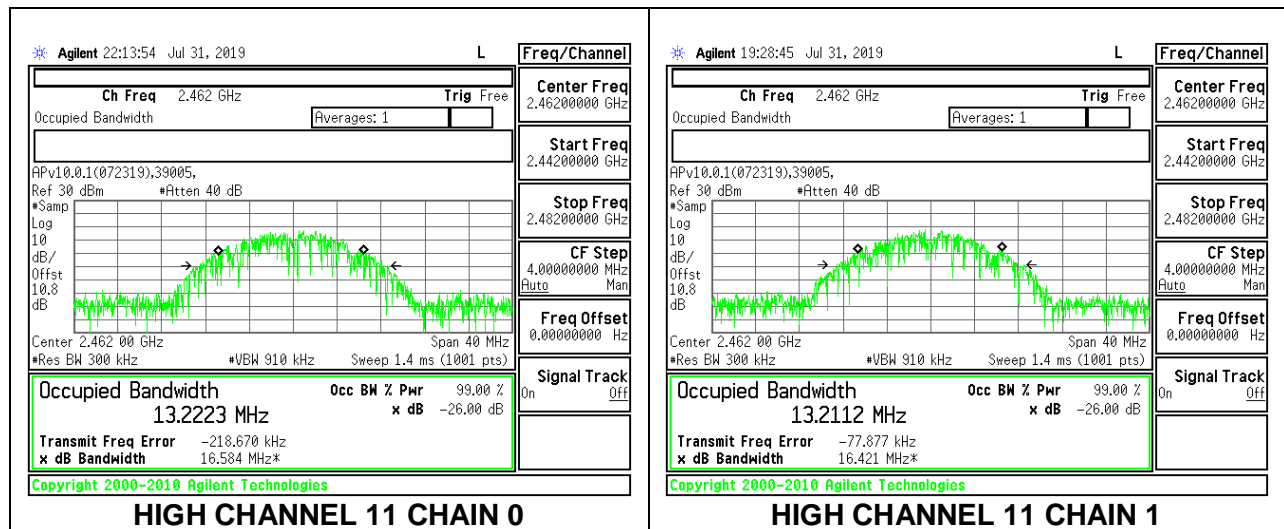 Agilent 22:13:54 Jul 31, 2019 L Freq/Channel
Ch Freq 2.462 GHz Trig Free
Occupied Bandwidth Averages: 1
APv10.0.1(072319),39005,
Ref 30 dBm #Atten 40 dB
#Samp
Log
10
dB/
Offst
10.8
dB
Center 2.462 00 GHz Span 40 MHz
#Res BW 300 kHz #VBW 910 kHz Sweep 1.4 ms (1001 pts)
Occupied Bandwidth Occ BW % Pwr 99.00 %
13.2223 MHz x dB -26.00 dB
Transmit Freq Error -218.670 kHz
x dB Bandwidth 16.584 MHz*
Copyright 2000-2010 Agilent Technologies
Center Freq
2.46200000 GHz
Start Freq
2.44200000 GHz
Stop Freq
2.48200000 GHz
CF Step
4.00000000 MHz
Auto Man
Freq Offset
0.00000000 Hz
Signal Track
On Off
HIGH CHANNEL 11 CHAIN 0
Agilent 19:28:45 Jul 31, 2019 L Freq/Channel
Ch Freq 2.462 GHz Trig Free
Occupied Bandwidth Averages: 1
APv10.0.1(072319),39005,
Ref 30 dBm #Atten 40 dB
#Samp
Log
10
dB/
Offst
10.8
dB
Center 2.462 00 GHz Span 40 MHz
#Res BW 300 kHz #VBW 910 kHz Sweep 1.4 ms (1001 pts)
Occupied Bandwidth Occ BW % Pwr 99.00 %
13.2112 MHz x dB -26.00 dB
Transmit Freq Error -77.877 kHz
x dB Bandwidth 16.421 MHz*
Copyright 2000-2010 Agilent Technologies
Center Freq
2.46200000 GHz
Start Freq
2.44200000 GHz
Stop Freq
2.48200000 GHz
CF Step
4.00000000 MHz
Auto Man
Freq Offset
0.00000000 Hz
Signal Track
On Off
HIGH CHANNEL 11 CHAIN 1